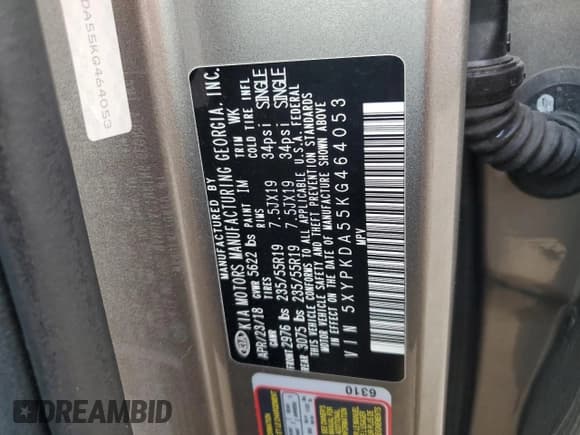 MANUFACTURED BY
KIA MOTORS MANUFACTURING GEORGIA, INC.
APR/23/18 GVWR 5622 lbs PAINT TM TRIM WK
GAWR RIMS COLD TIRE INFL
FRONT 2976 lbs 235/55R19 7.5JX19 34psi SINGLE
REAR 3075 lbs 235/55R19 7.5JX19 34psi SINGLE
THIS VEHICLE CONFORMS TO ALL APPLICABLE U.S.A. FEDERAL
MOTOR VEHICLE SAFETY AND THEFT PREVENTION STANDARDS
IN EFFECT ON THE DATE OF MANUFACTURE SHOWN ABOVE
VIN 5XYPKDA55KG464053
MPV
KIA
DA55KG464053
6310
DREAMBID